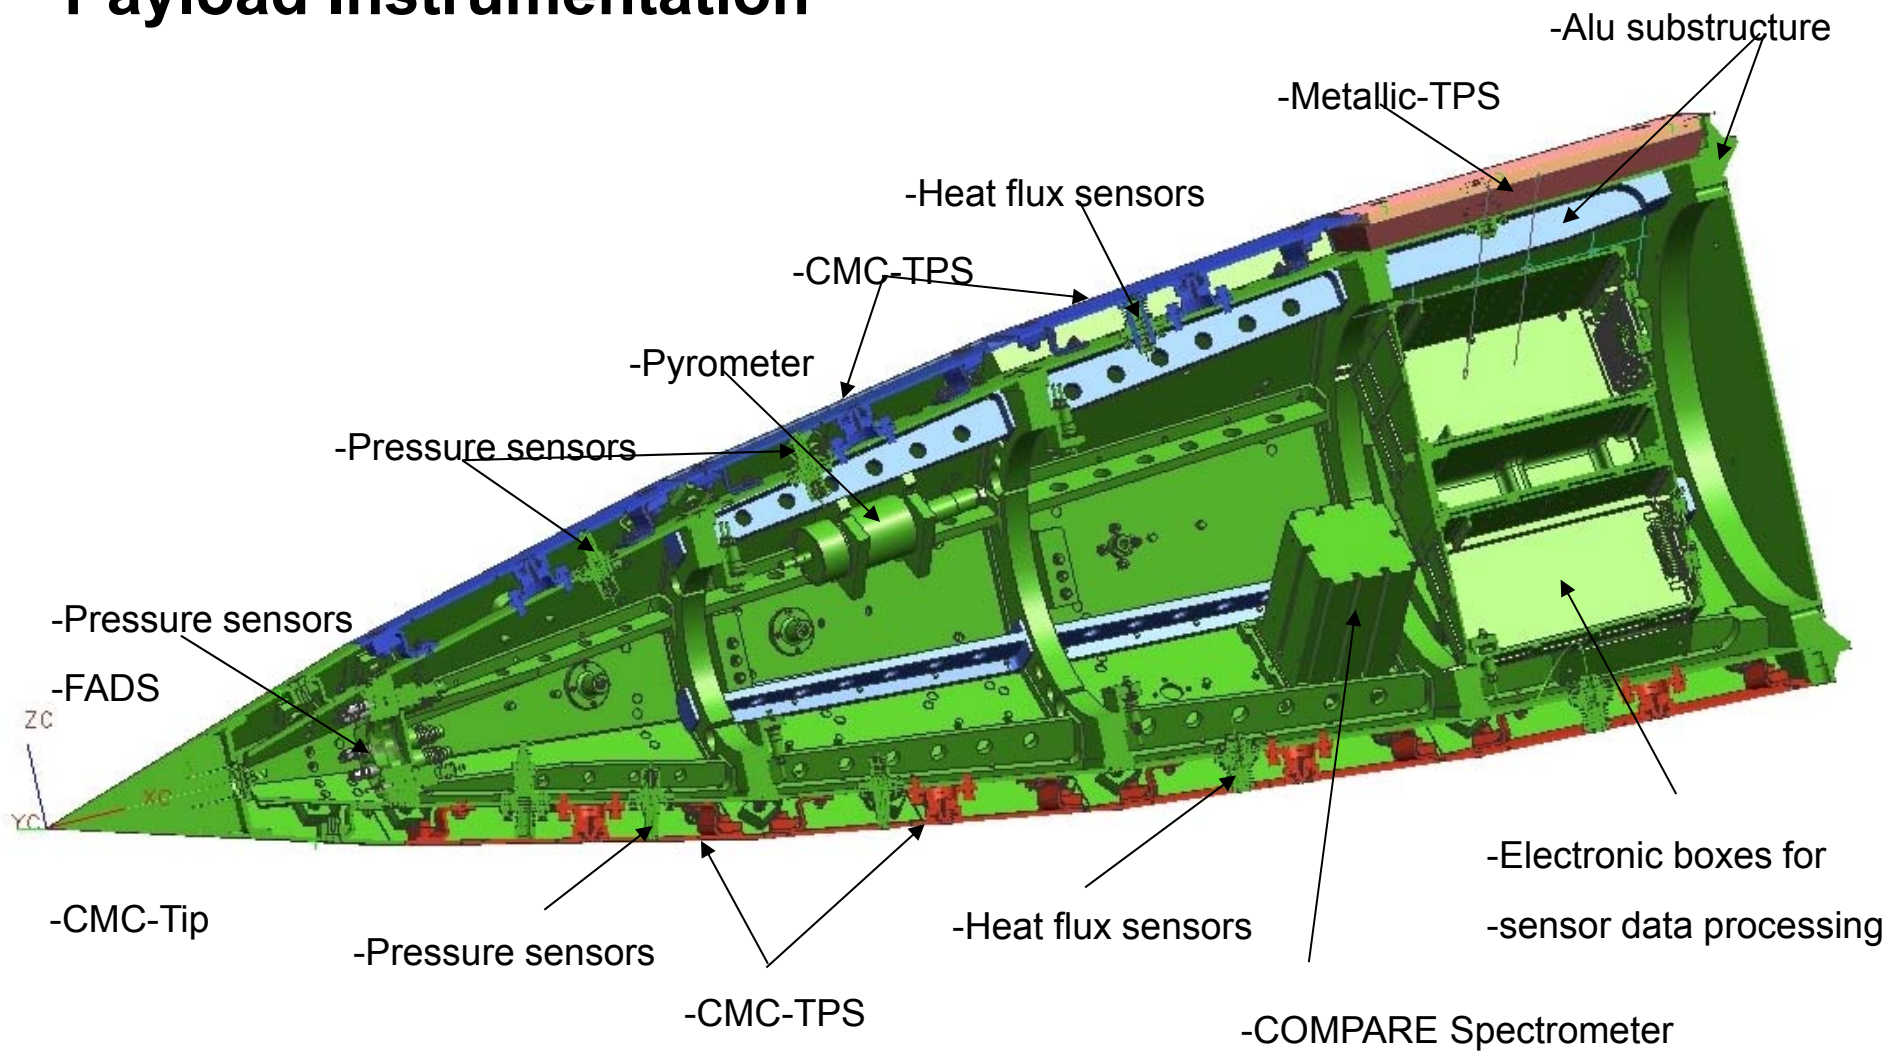 Payload Instrumentation
-Alu substructure
-Metallic-TPS
-Heat flux sensors
-CMC-TPS
-Pyrometer
-Pressure sensors
-Pressure sensors
-FADS
ZC
XC
YC
-CMC-Tip
-Pressure sensors
-CMC-TPS
-Heat flux sensors
-Electronic boxes for
-sensor data processing
-COMPARE Spectrometer